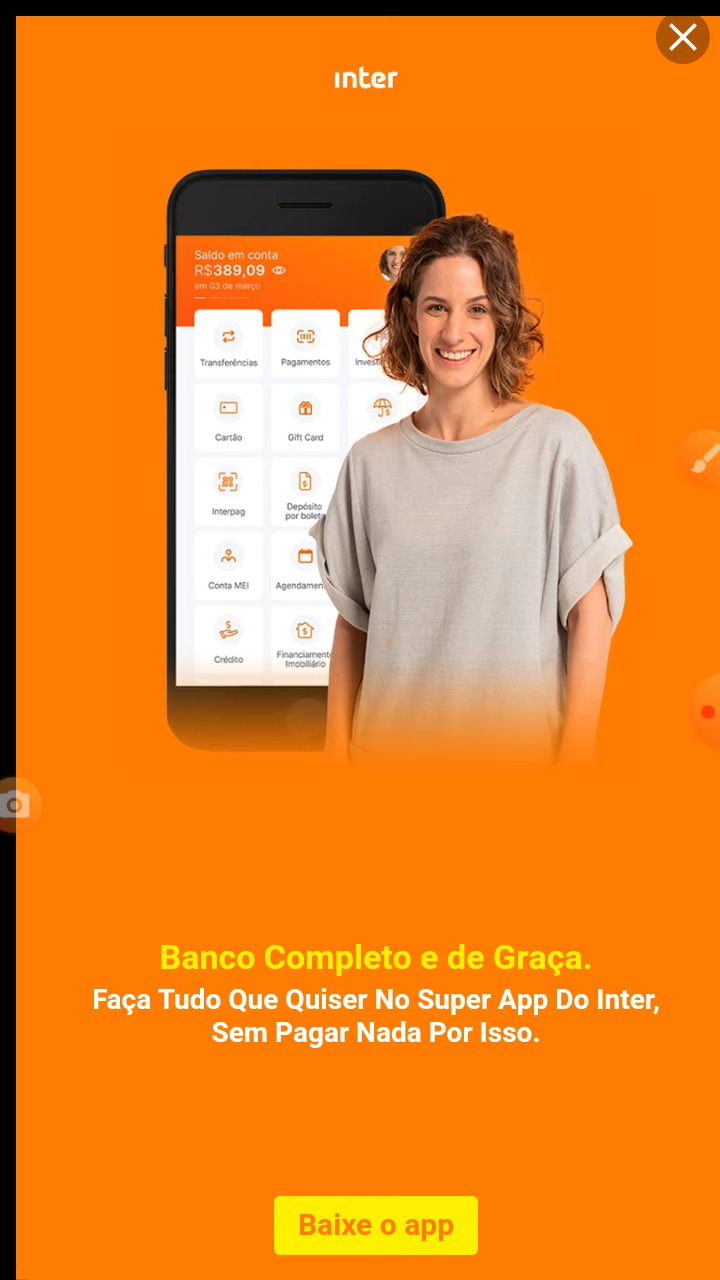 inter
Saldo em conta
R$389,09
em 03 de março
Transferências
Pagamentos
Cartão
Gift Card
Interpag
Depósito
por boleto
Conta MEI
Crédito
Financiamento
Imobiliário
Banco Completo e de Graça.
Faça Tudo Que Quiser No Super App Do Inter,
Sem Pagar Nada Por Isso.
Baixe o app